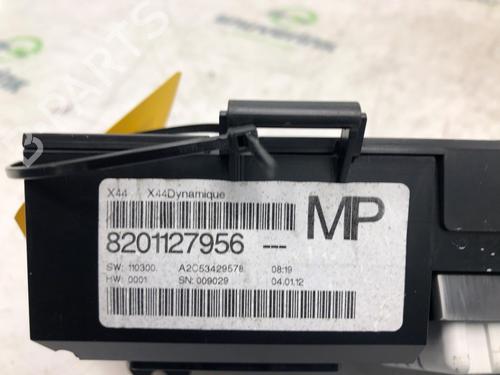 X44 X44Dynamique
MP
8201127956 ---
SW: 110300. A2C53429578 08:19
HW: 0001 SN: 009029 04.01.12